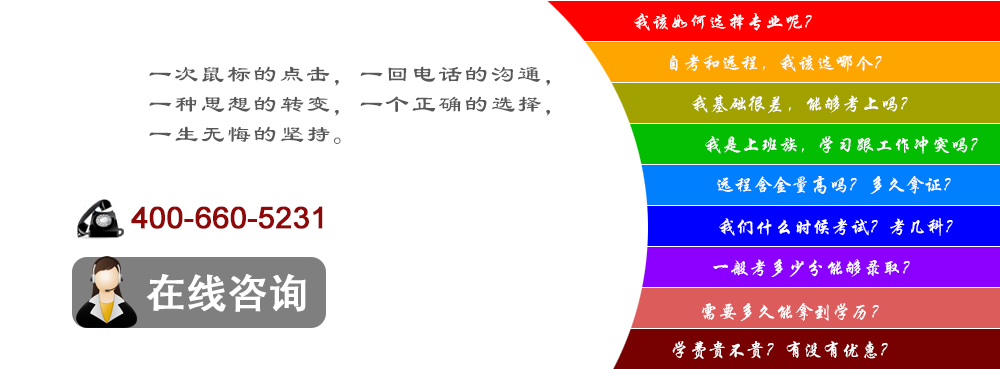 一次鼠标的点击，一回电话的沟通，
一种思想的转变，一个正确的选择，
一生无悔的坚持。
400-660-5231
在线咨询
我该如何选择专业呢?
自考和远程，我该选哪个?
我基础很差，能够考上吗?
我是上班族，学习跟工作冲突吗?
远程含金量高吗? 多久拿证?
我们什么时候考试? 考几科?
一般考多少分能够录取?
需要多久能拿到学历?
学费贵不贵? 有没有优惠?